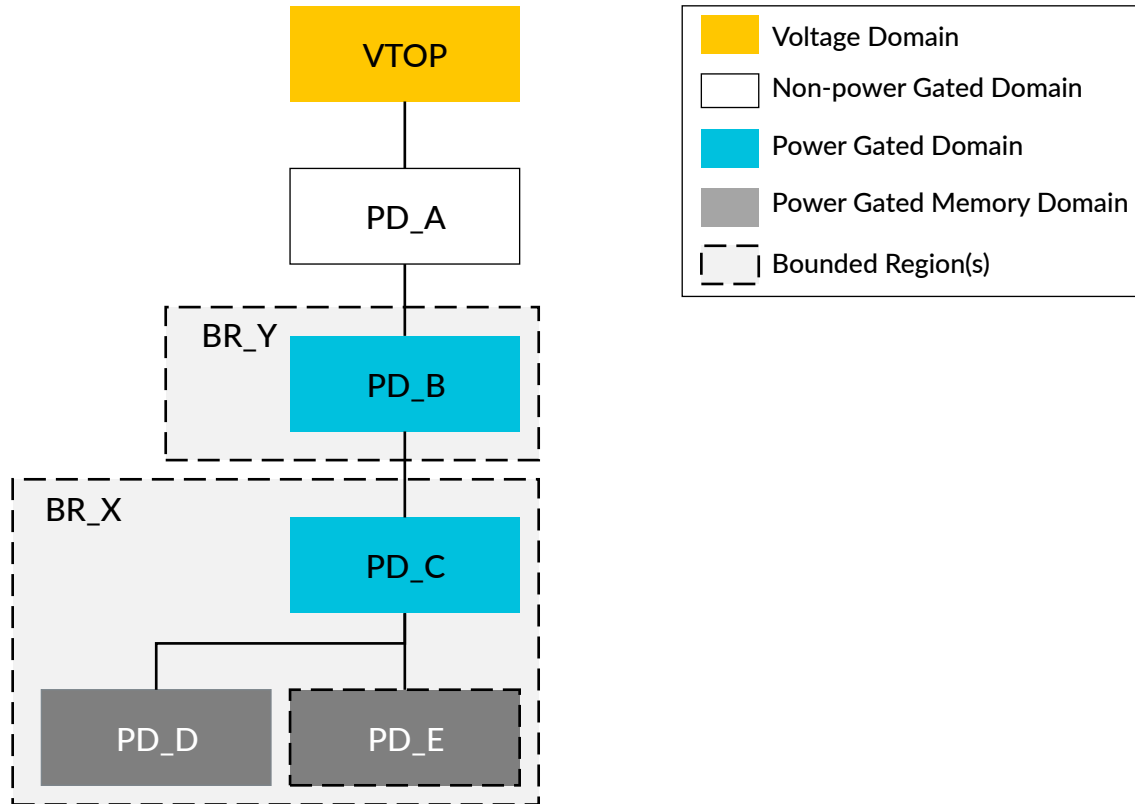 VTOP
PD_A
BR_Y
PD_B
BR_X
PD_C
PD_D
PD_E
Voltage Domain
Non-power Gated Domain
Power Gated Domain
Power Gated Memory Domain
Bounded Region(s)